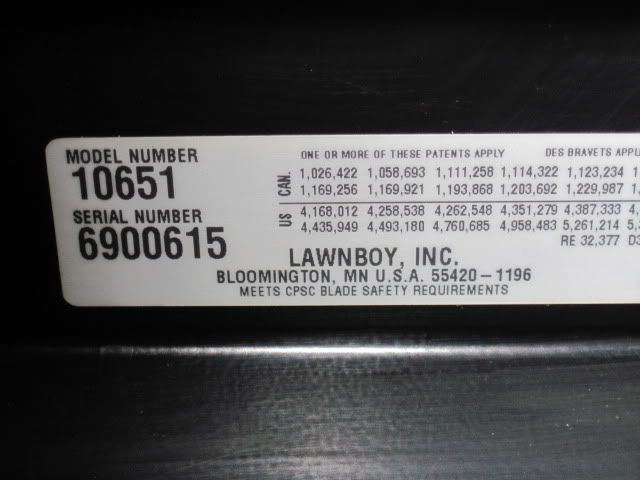 MODEL NUMBER
10651
SERIAL NUMBER
6900615
ONE OR MORE OF THESE PATENTS APPLY DES BRAVETS
CAN. 1,026,422 1,058,693 1,111,258 1,114,322 1,123,234
1,169,256 1,169,921 1,193,868 1,203,692 1,229,987
US 4,168,012 4,258,538 4,262,548 4,351,279 4,387,333
4,435,949 4,493,180 4,760,685 4,958,483 5,261,214
RE 32,377
LAWNBOY, INC.
BLOOMINGTON, MN U.S.A. 55420-1196
MEETS CPSC BLADE SAFETY REQUIREMENTS